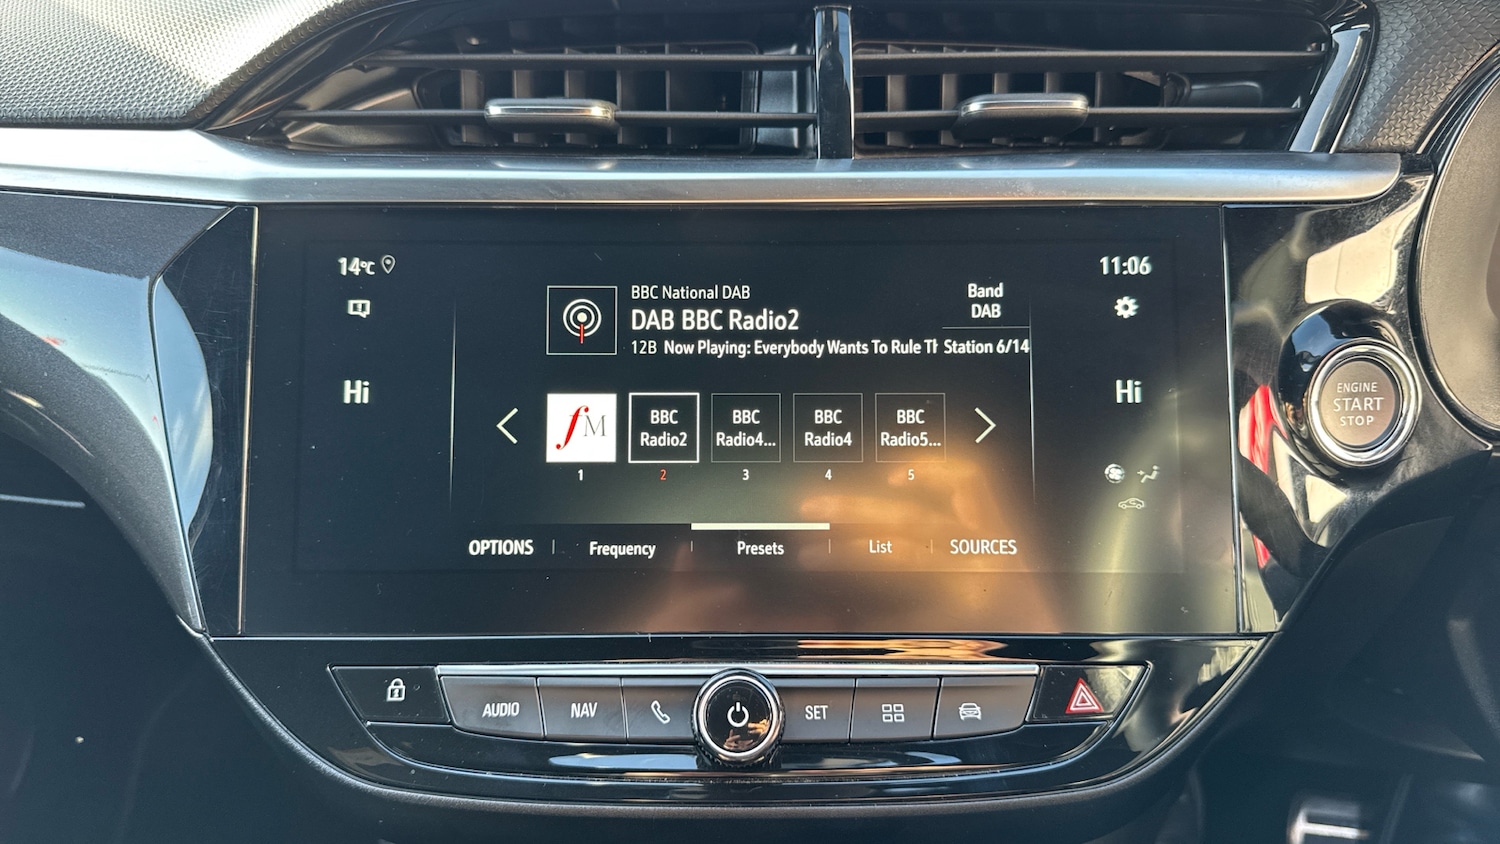 14°C
11:06
BBC National DAB
DAB BBC Radio2
12B Now Playing: Everybody Wants To Rule Th
Band
DAB
Station 6/14
Hi
Hi
fM
BBC
Radio2
BBC
Radio4...
BBC
Radio4
BBC
Radio5...
1
2
3
4
5
OPTIONS
Frequency
Presets
List
SOURCES
ENGINE
START
STOP
AUDIO
NAV
SET